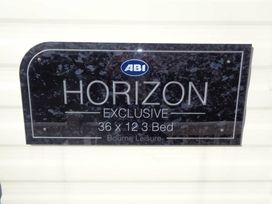 ABI
HORIZON
EXCLUSIVE
36 x 12 3 Bed
Bourne Leisure